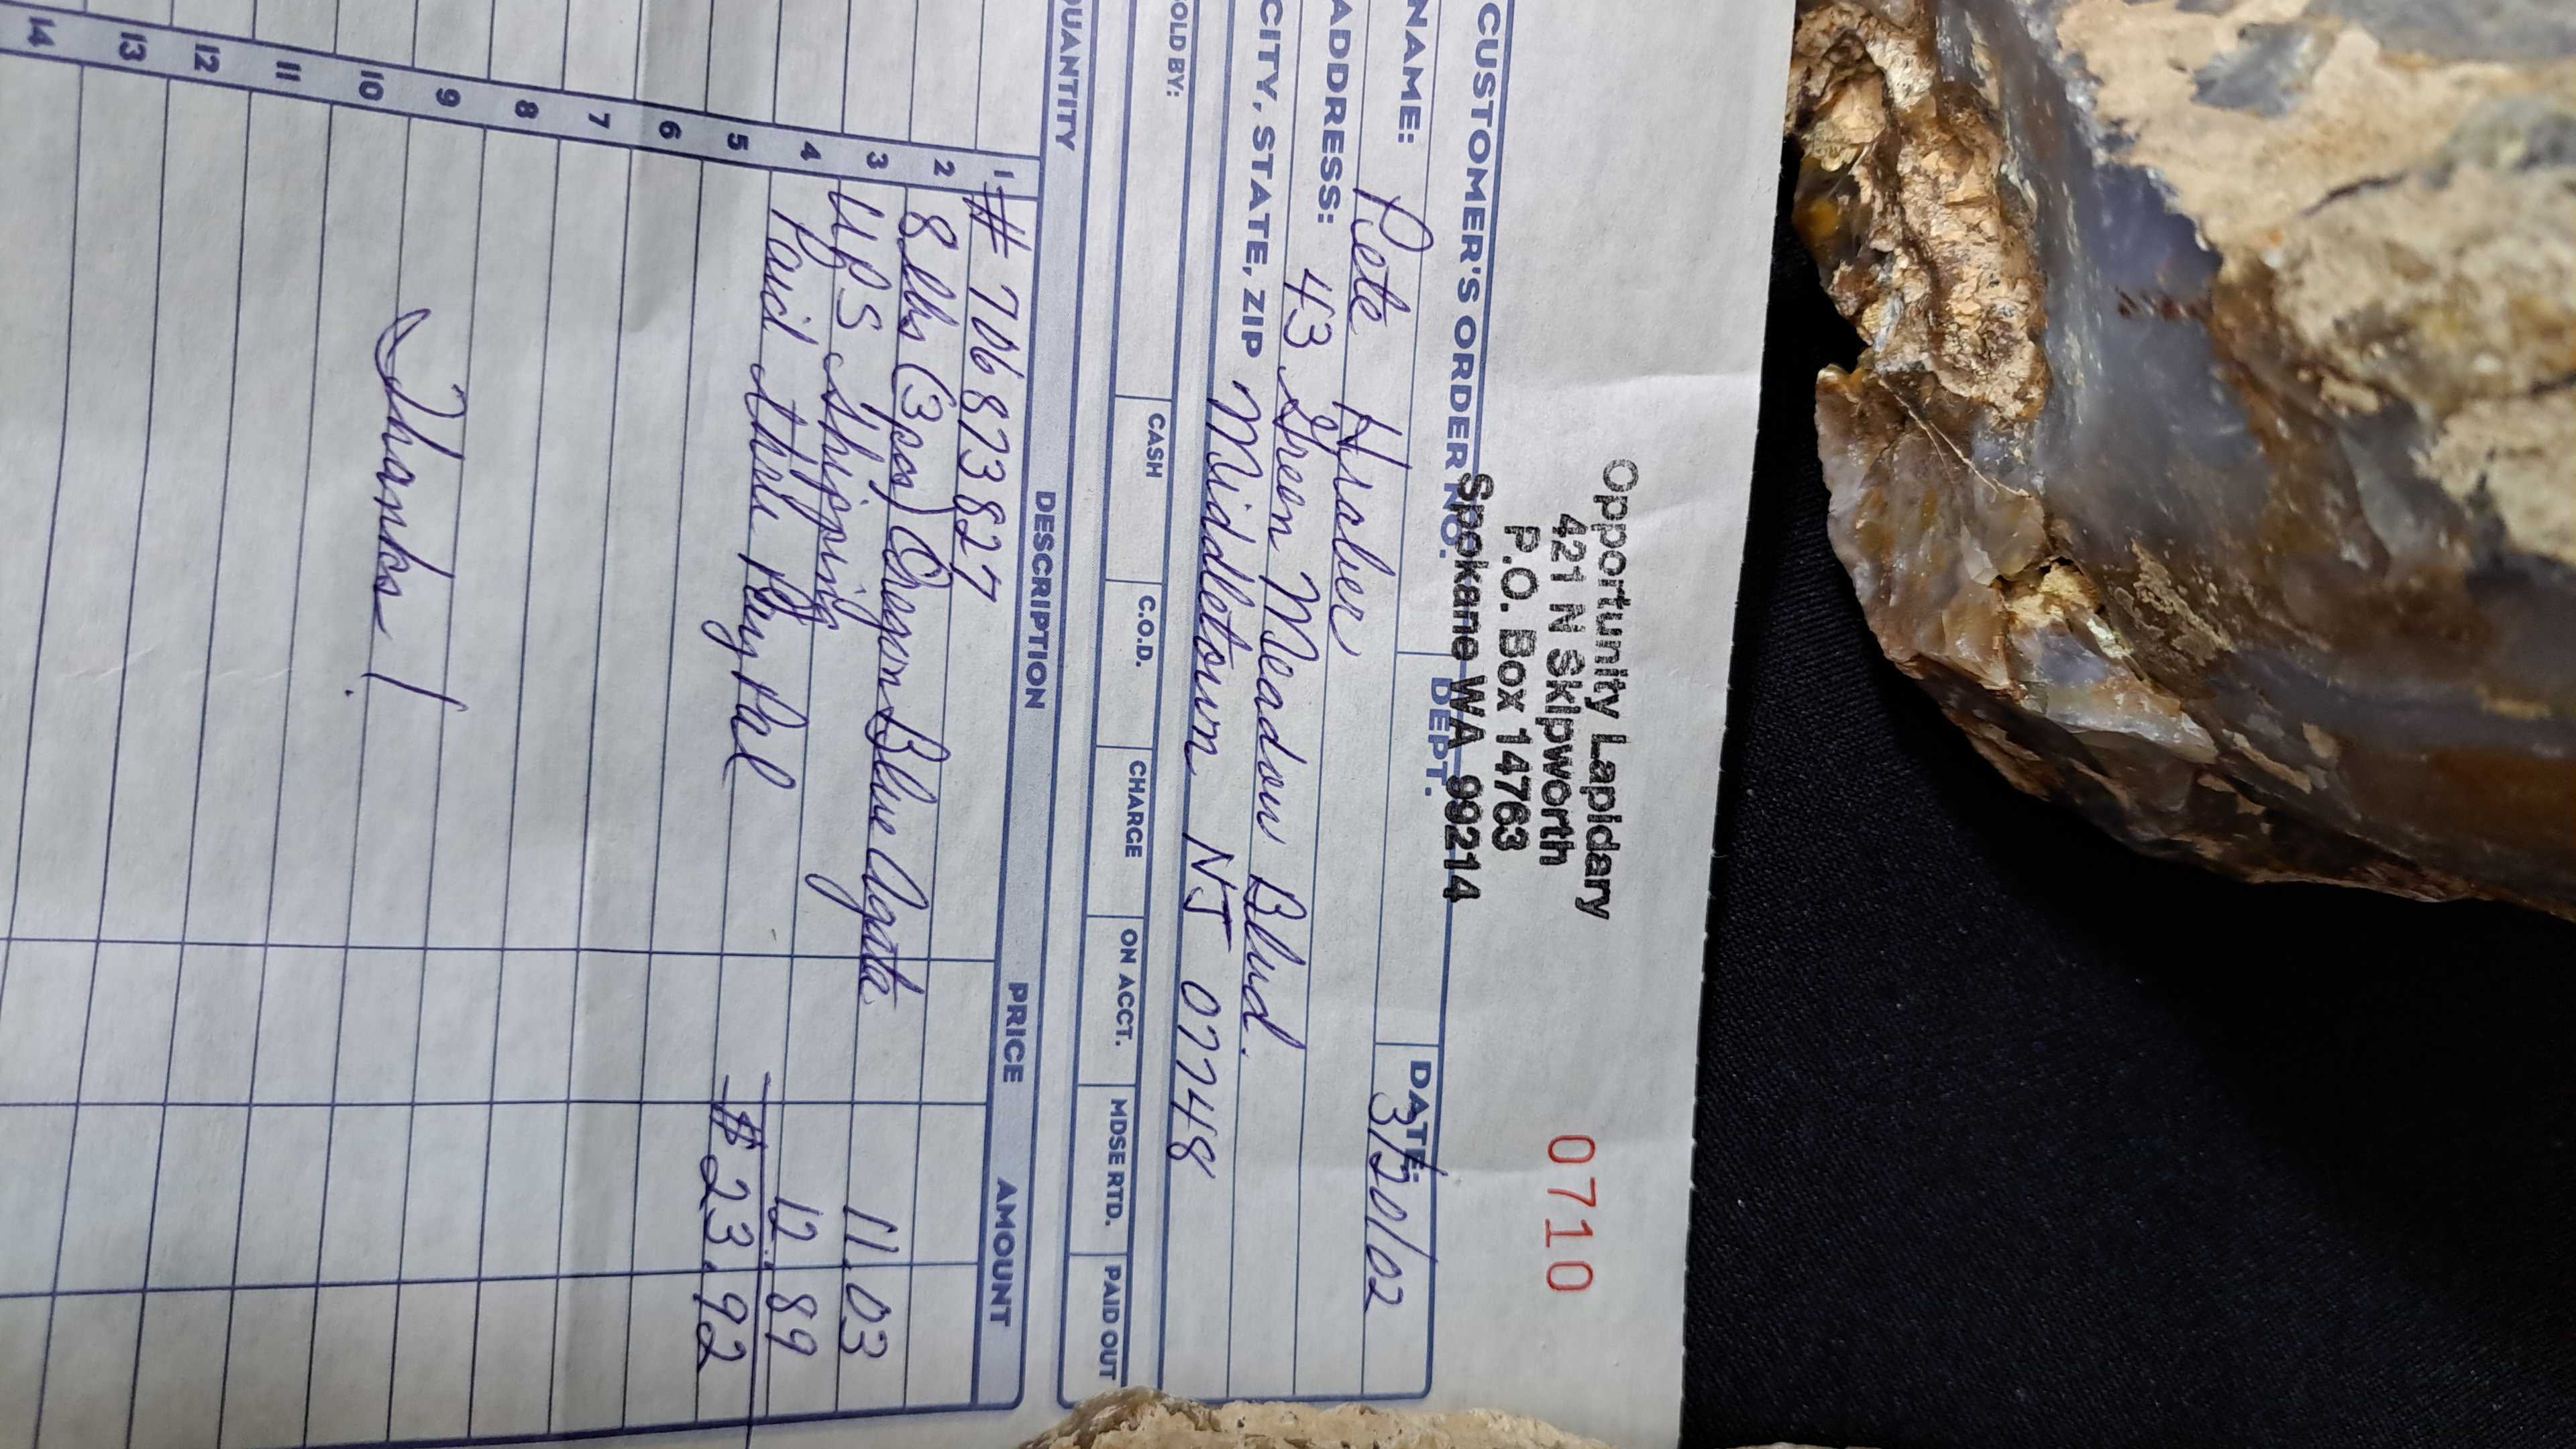 0710
Opportunity Lapidary
421 N Skipworth
P.O. Box 14763
Spokane WA 99214
CUSTOMER'S ORDER NO. DEPT. DATE: 3/20/02
NAME: Pete Hraber
ADDRESS: 43 Green Meadow Blvd.
CITY, STATE, ZIP Middletown NJ 07748
SOLD BY: CASH C.O.D. CHARGE ON ACCT. MDSE RTD. PAID OUT
QUANTITY DESCRIPTION PRICE AMOUNT
1 # 706873827
2 8 lbs (3pcs) Oregon Blue Agate 11.03
3 UPS Shipping 12.89
4 Paid thru PayPal $23.92
5
6
7
8
9 Thanks!
10
11
12
13
14